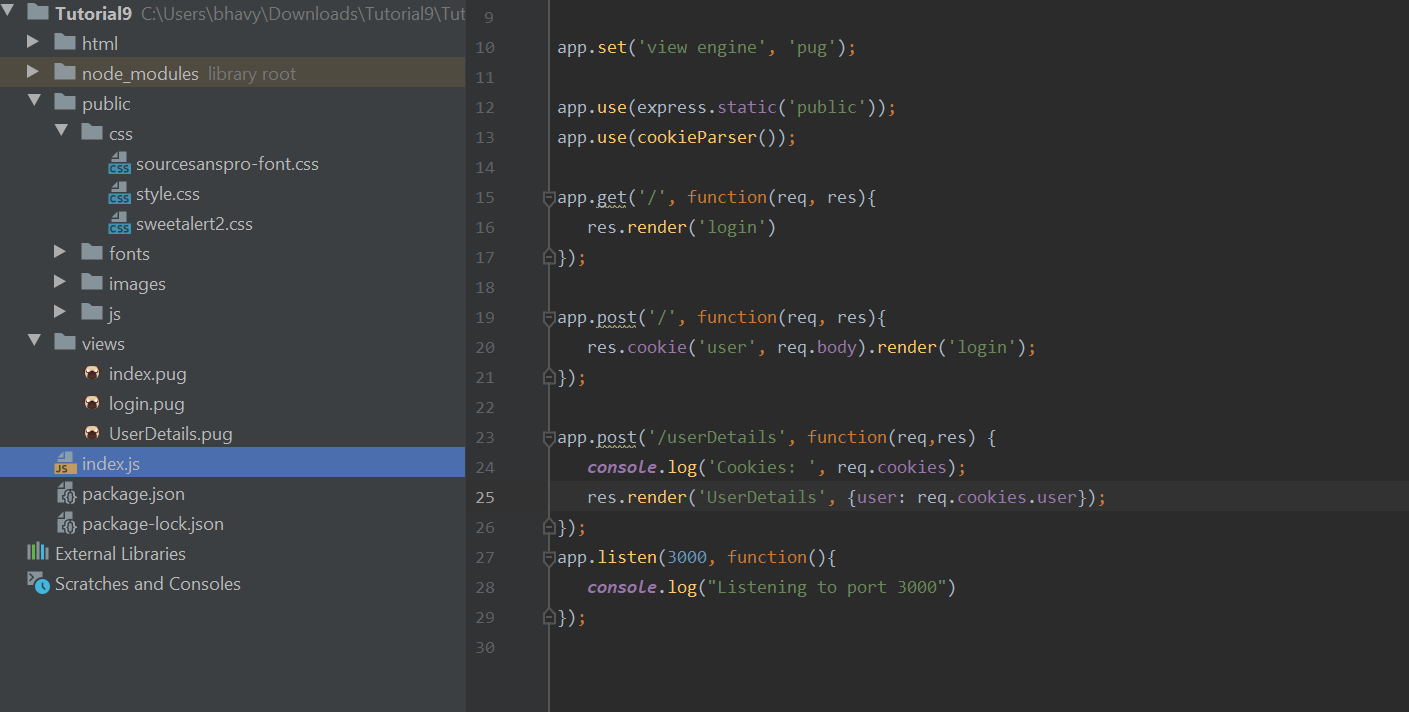 Tutorial9 C:\Users\bhavy\Downloads\Tutorial9\Tut
html
node_modules library root
public
css
sourcesanspro-font.css
style.css
sweetalert2.css
fonts
images
js
views
index.pug
login.pug
UserDetails.pug
index.js
package.json
package-lock.json
External Libraries
Scratches and Consoles
9
10 app.set('view engine', 'pug');
11
12 app.use(express.static('public'));
13 app.use(cookieParser());
14
15 app.get('/', function(req, res){
16 res.render('login')
17 });
18
19 app.post('/', function(req, res){
20 res.cookie('user', req.body).render('login');
21 });
22
23 app.post('/userDetails', function(req,res) {
24 console.log('Cookies: ', req.cookies);
25 res.render('UserDetails', {user: req.cookies.user});
26 });
27 app.listen(3000, function(){
28 console.log("Listening to port 3000")
29 });
30